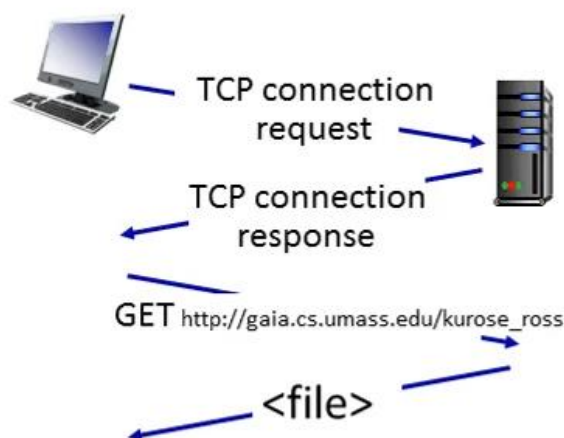 TCP connection
request
TCP connection
response
GET http://gaia.cs.umass.edu/kurose_ross
<file>